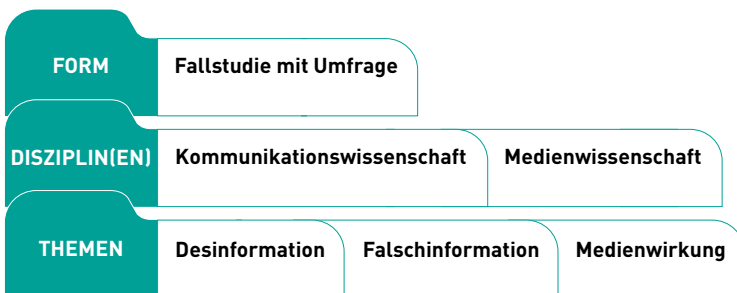 FORM Fallstudie mit Umfrage
DISZIPLIN(EN) Kommunikationswissenschaft Medienwissenschaft
THEMEN Desinformation Falschinformation Medienwirkung